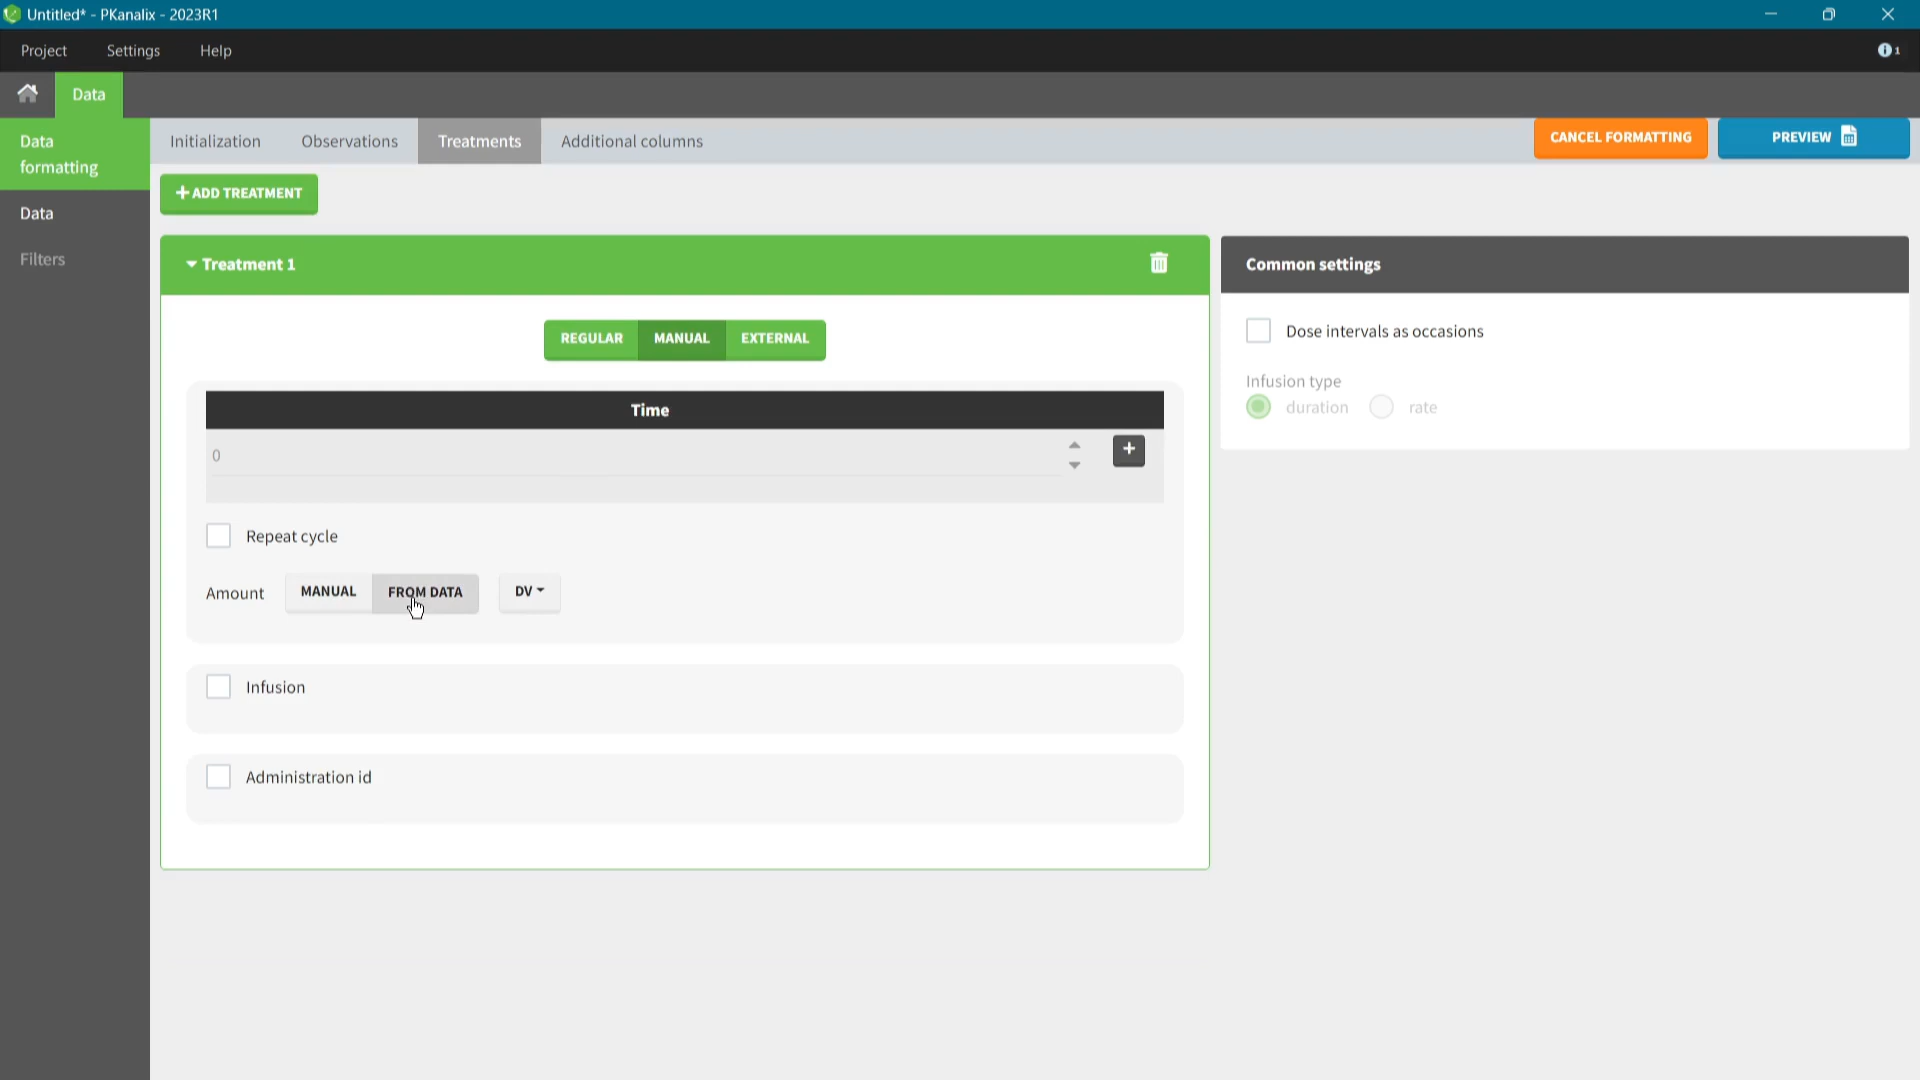 Untitled* - PKanalix - 2023R1
Project Settings Help 1
Data
Data formatting
Data
Filters
Initialization Observations Treatments Additional columns CANCEL FORMATTING PREVIEW
+ ADD TREATMENT
Treatment 1
REGULAR MANUAL EXTERNAL
Time
0 +
Repeat cycle
Amount MANUAL FROM DATA DV
Infusion
Administration id
Common settings
Dose intervals as occasions
Infusion type
duration rate